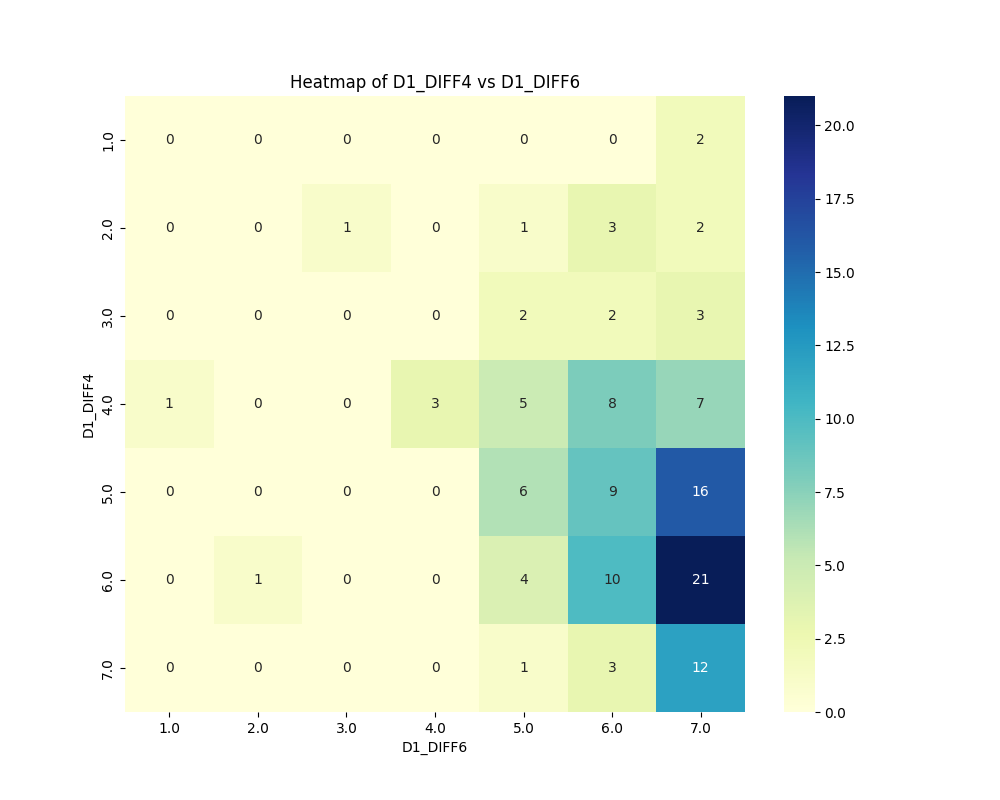 Heatmap of D1_DIFF4 vs D1_DIFF6
1.0 0 0 0 0 0 0 2
2.0 0 0 1 0 1 3 2
3.0 0 0 0 0 2 2 3
4.0 1 0 0 3 5 8 7
5.0 0 0 0 0 6 9 16
6.0 0 1 0 0 4 10 21
7.0 0 0 0 0 1 3 12
D1_DIFF4
1.0 2.0 3.0 4.0 5.0 6.0 7.0
D1_DIFF6
20.0
17.5
15.0
12.5
10.0
7.5
5.0
2.5
0.0